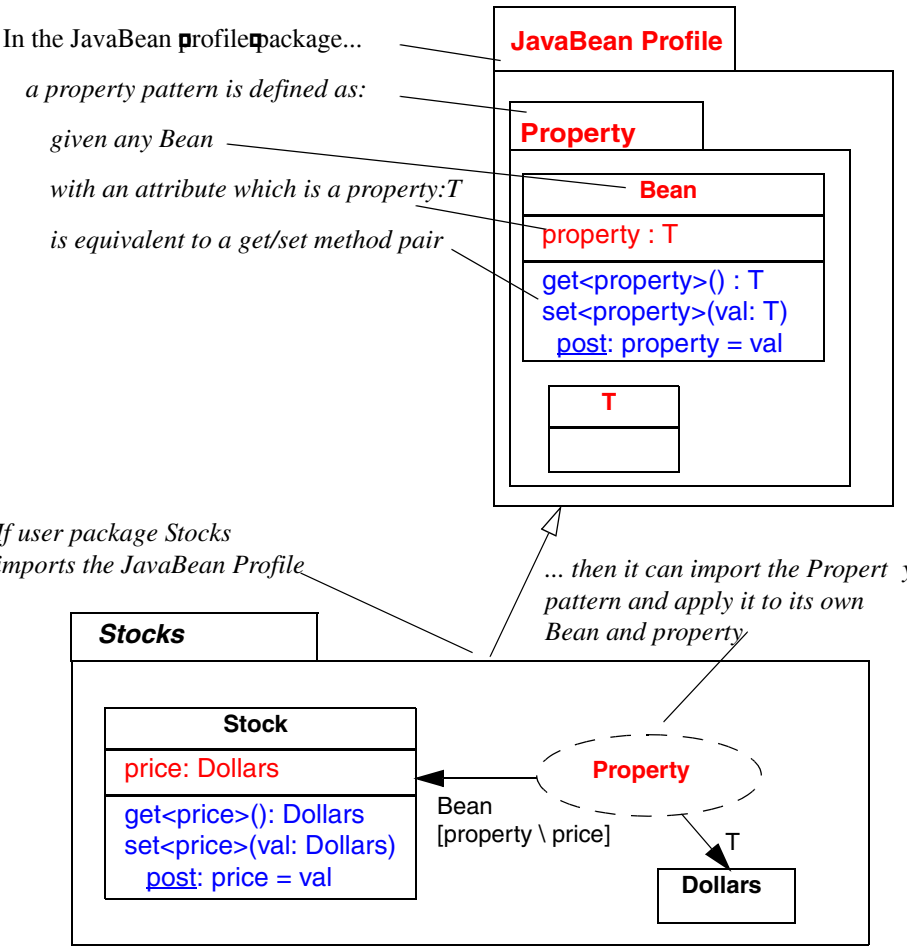 In the JavaBean profile package...
a property pattern is defined as:
given any Bean
with an attribute which is a property:T
is equivalent to a get/set method pair
JavaBean Profile
Property
Bean
property : T
get<property>() : T
set<property>(val: T)
post: property = val
T
If user package Stocks
imports the JavaBean Profile
... then it can import the Propert y
pattern and apply it to its own
Bean and property
Stocks
Stock
price: Dollars
get<price>(): Dollars
set<price>(val: Dollars)
post: price = val
Bean
[property \ price]
Property
T
Dollars